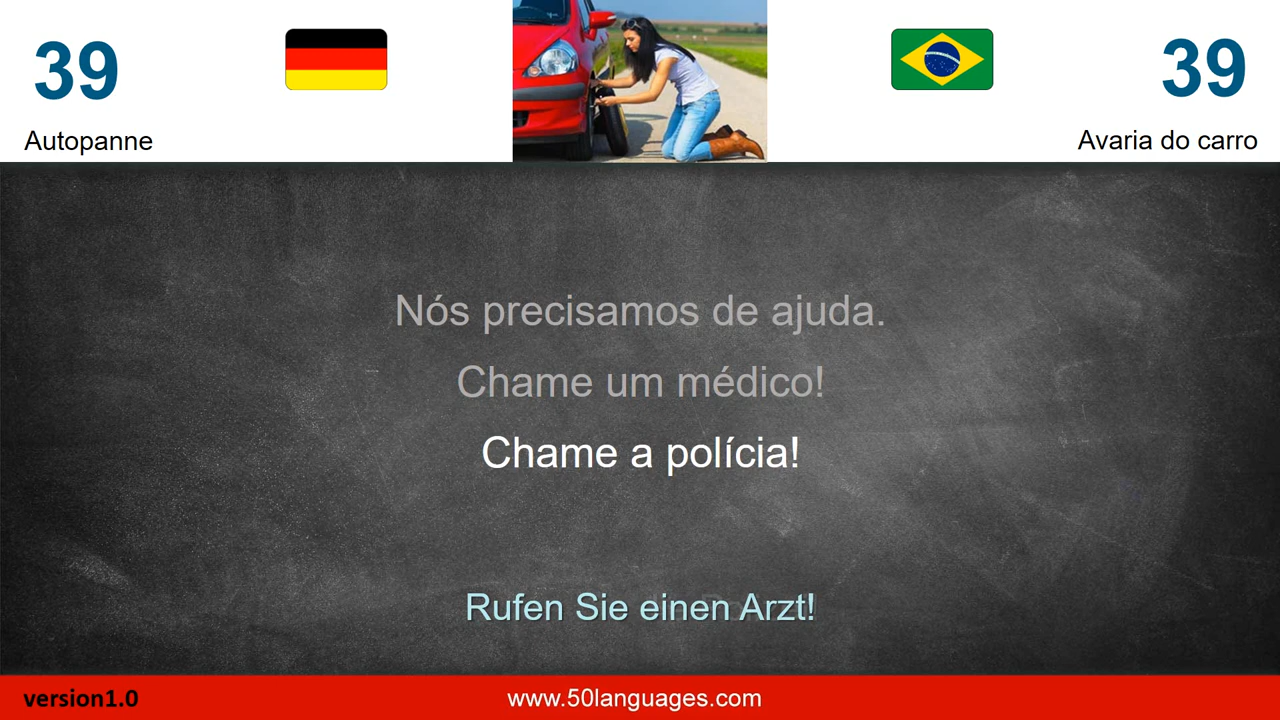 39
39
Autopanne
Avaria do carro
Nós precisamos de ajuda.
Chame um médico!
Chame a polícia!
Rufen Sie einen Arzt!
version1.0
www.50languages.com